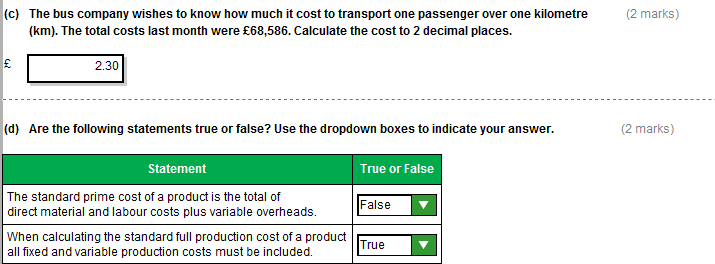 (c) The bus company wishes to know how much it cost to transport one passenger over one kilometre (2 marks)
(km). The total costs last month were £68,586. Calculate the cost to 2 decimal places.
£ 2.30
(d) Are the following statements true or false? Use the dropdown boxes to indicate your answer. (2 marks)
Statement True or False
The standard prime cost of a product is the total of
direct material and labour costs plus variable overheads. False
When calculating the standard full production cost of a product
all fixed and variable production costs must be included. True